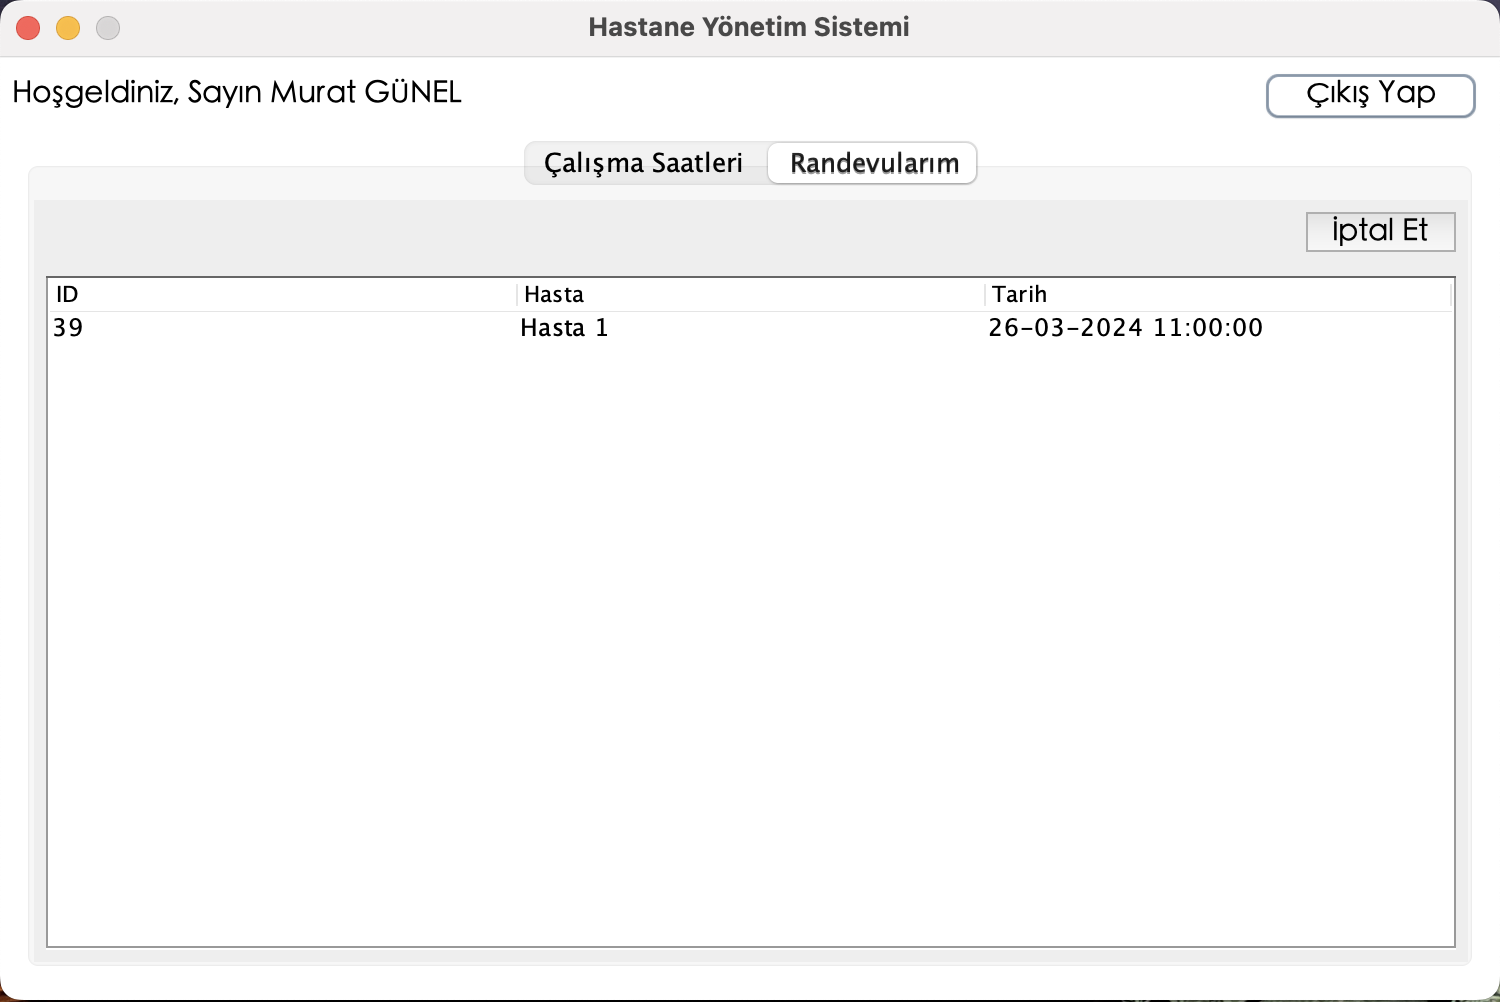 Hastane Yönetim Sistemi
Hoşgeldiniz, Sayın Murat GÜNEL
Çıkış Yap
Çalışma Saatleri
Randevularım
İptal Et
ID Hasta Tarih
39 Hasta 1 26-03-2024 11:00:00